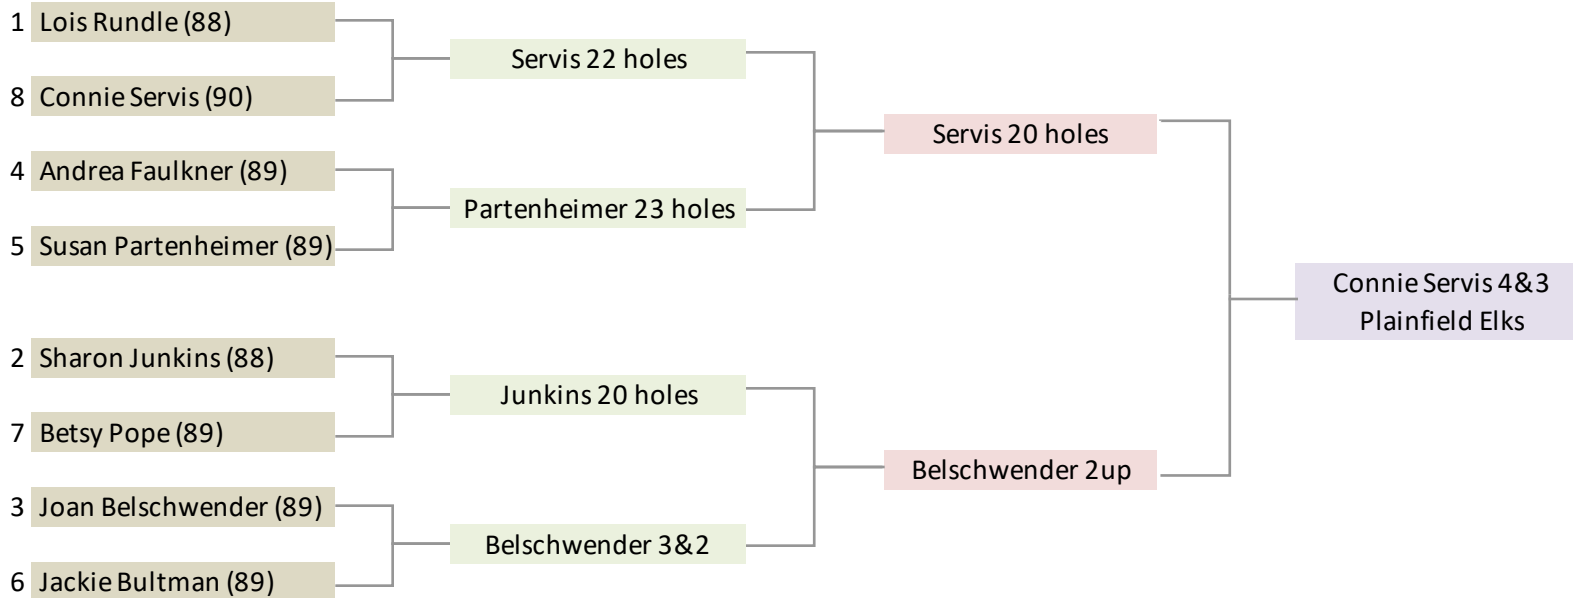 1 Lois Rundle (88)
8 Connie Servis (90)
4 Andrea Faulkner (89)
5 Susan Partenheimer (89)
2 Sharon Junkins (88)
7 Betsy Pope (89)
3 Joan Belschwender (89)
6 Jackie Bultman (89)
Servis 22 holes
Partenheimer 23 holes
Junkins 20 holes
Belschwender 3&2
Servis 20 holes
Belschwender 2up
Connie Servis 4&3
Plainfield Elks